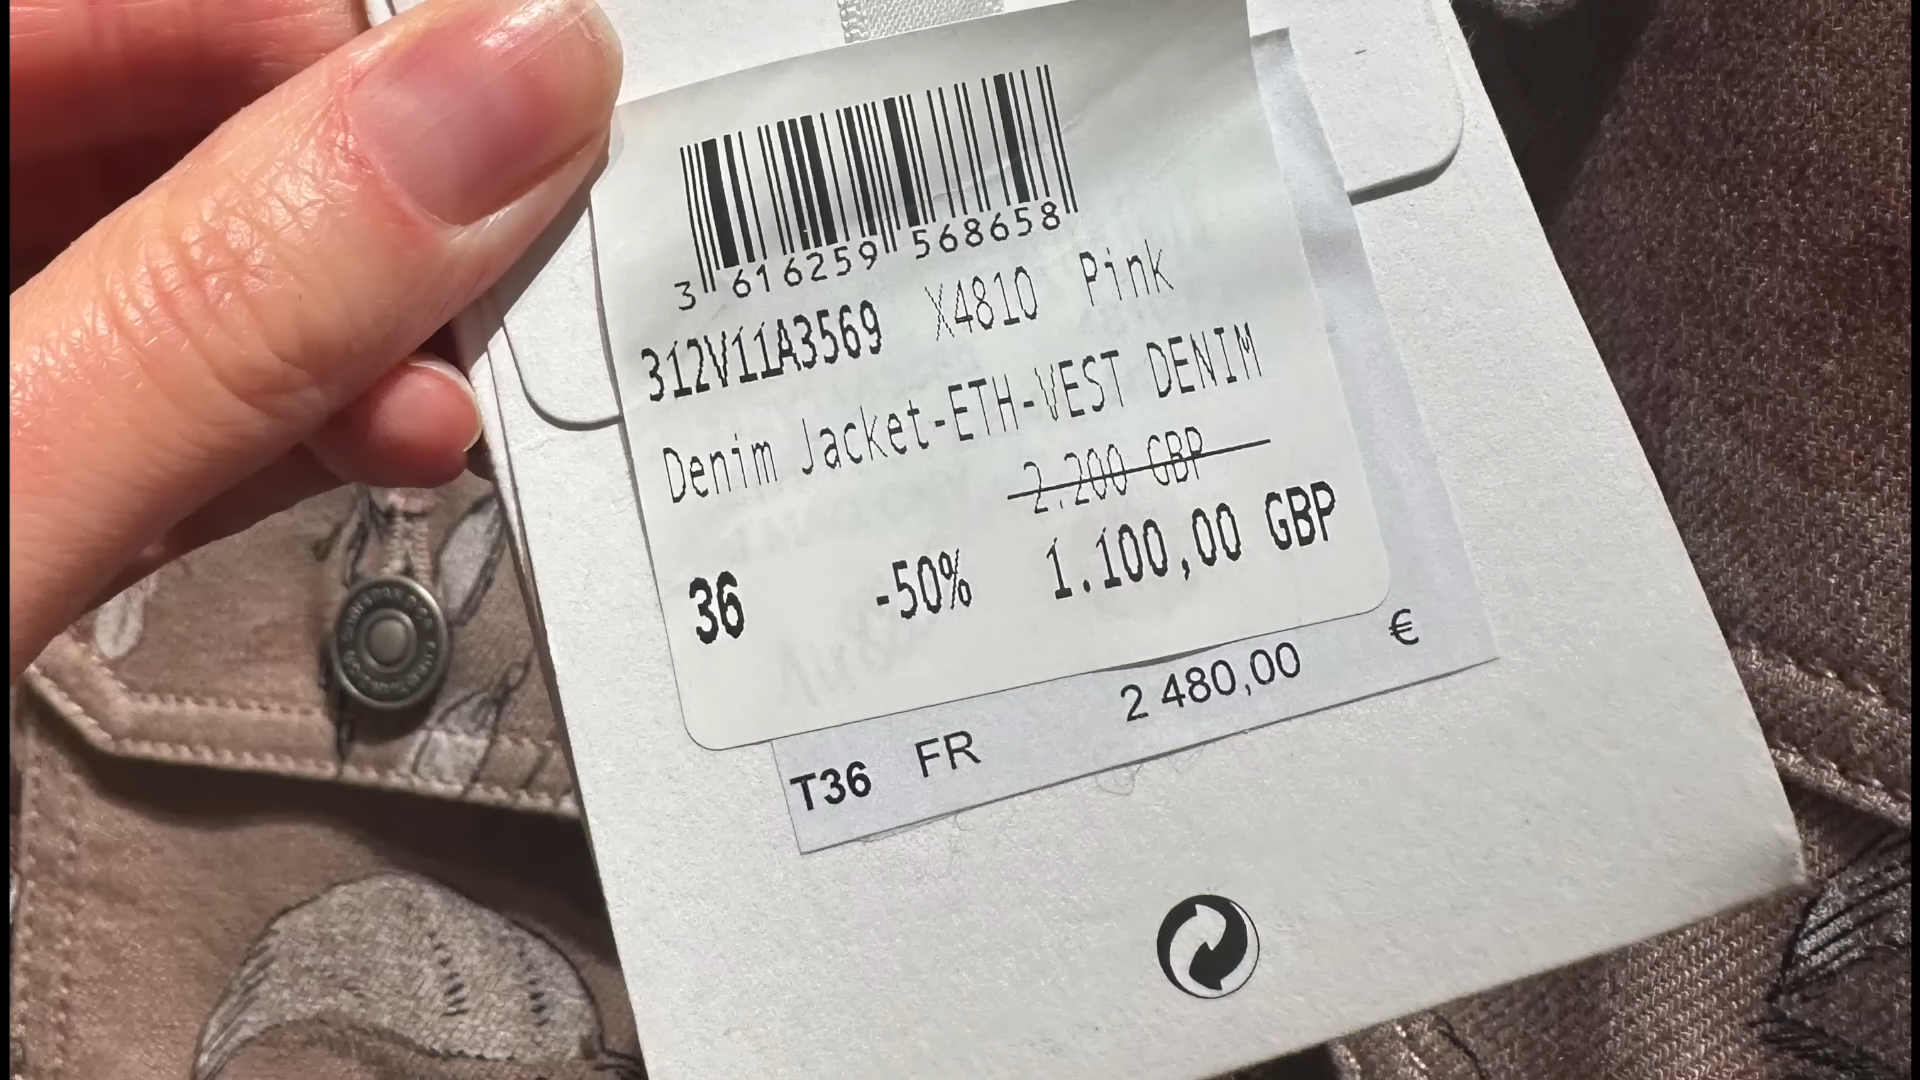 3 616259 568658
312V11A3569 X4810 Pink
Denim Jacket-ETH-VEST DENIM
2.200 GBP
36 -50% 1.100,00 GBP
2 480,00 €
T36 FR